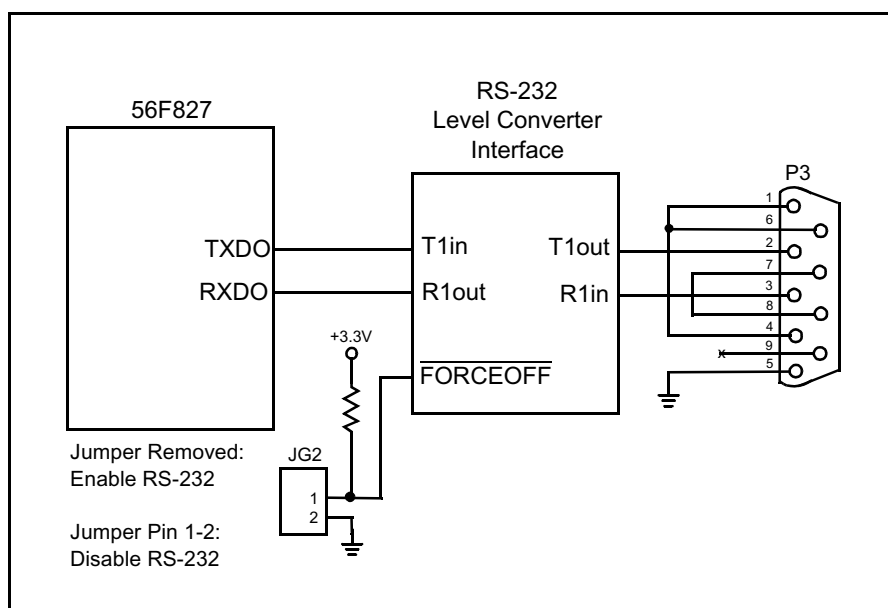 56F827
RS-232
Level Converter
Interface
P3
TXDO
RXDO
T1in
R1out
FORCEOFF
T1out
R1in
1
6
2
7
3
8
4
9
x
5
+3.3V
JG2
1
2
Jumper Removed:
Enable RS-232
Jumper Pin 1-2:
Disable RS-232